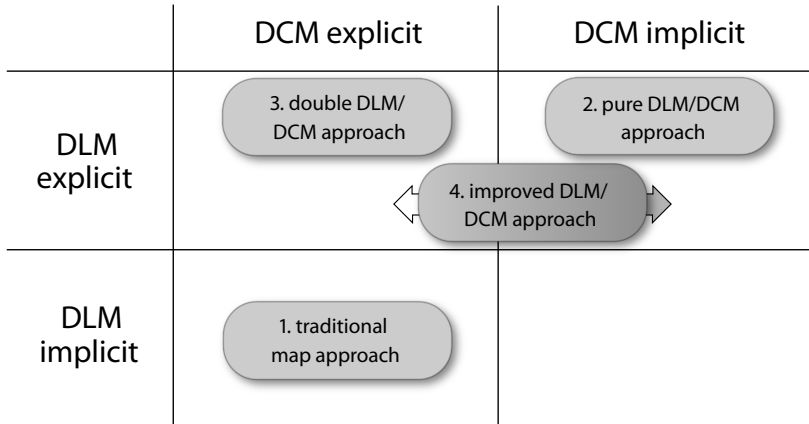 DCM explicit
DCM implicit
DLM
explicit
3. double DLM/
DCM approach
2. pure DLM/DCM
approach
4. improved DLM/
DCM approach
DLM
implicit
1. traditional
map approach